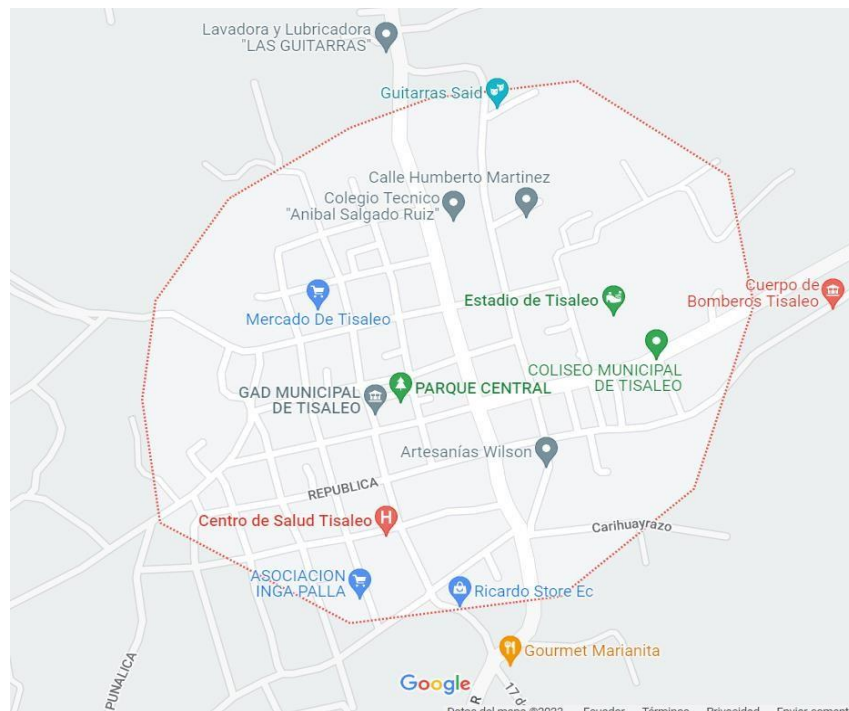 Lavadora y Lubricadora
"LAS GUITARRAS"
Guitarras Said
Calle Humberto Martinez
Colegio Tecnico
"Anibal Salgado Ruiz"
Mercado De Tisaleo
Estadio de Tisaleo
Cuerpo de
Bomberos Tisaleo
COLISEO MUNICIPAL
DE TISALEO
GAD MUNICIPAL
DE TISALEO
PARQUE CENTRAL
Artesanías Wilson
REPUBLICA
Centro de Salud Tisaleo
H
Carihuayrazo
ASOCIACION
INGA PALLA
Ricardo Store Ec
Gourmet Marianita
PUNALICA
Google
R
17 d